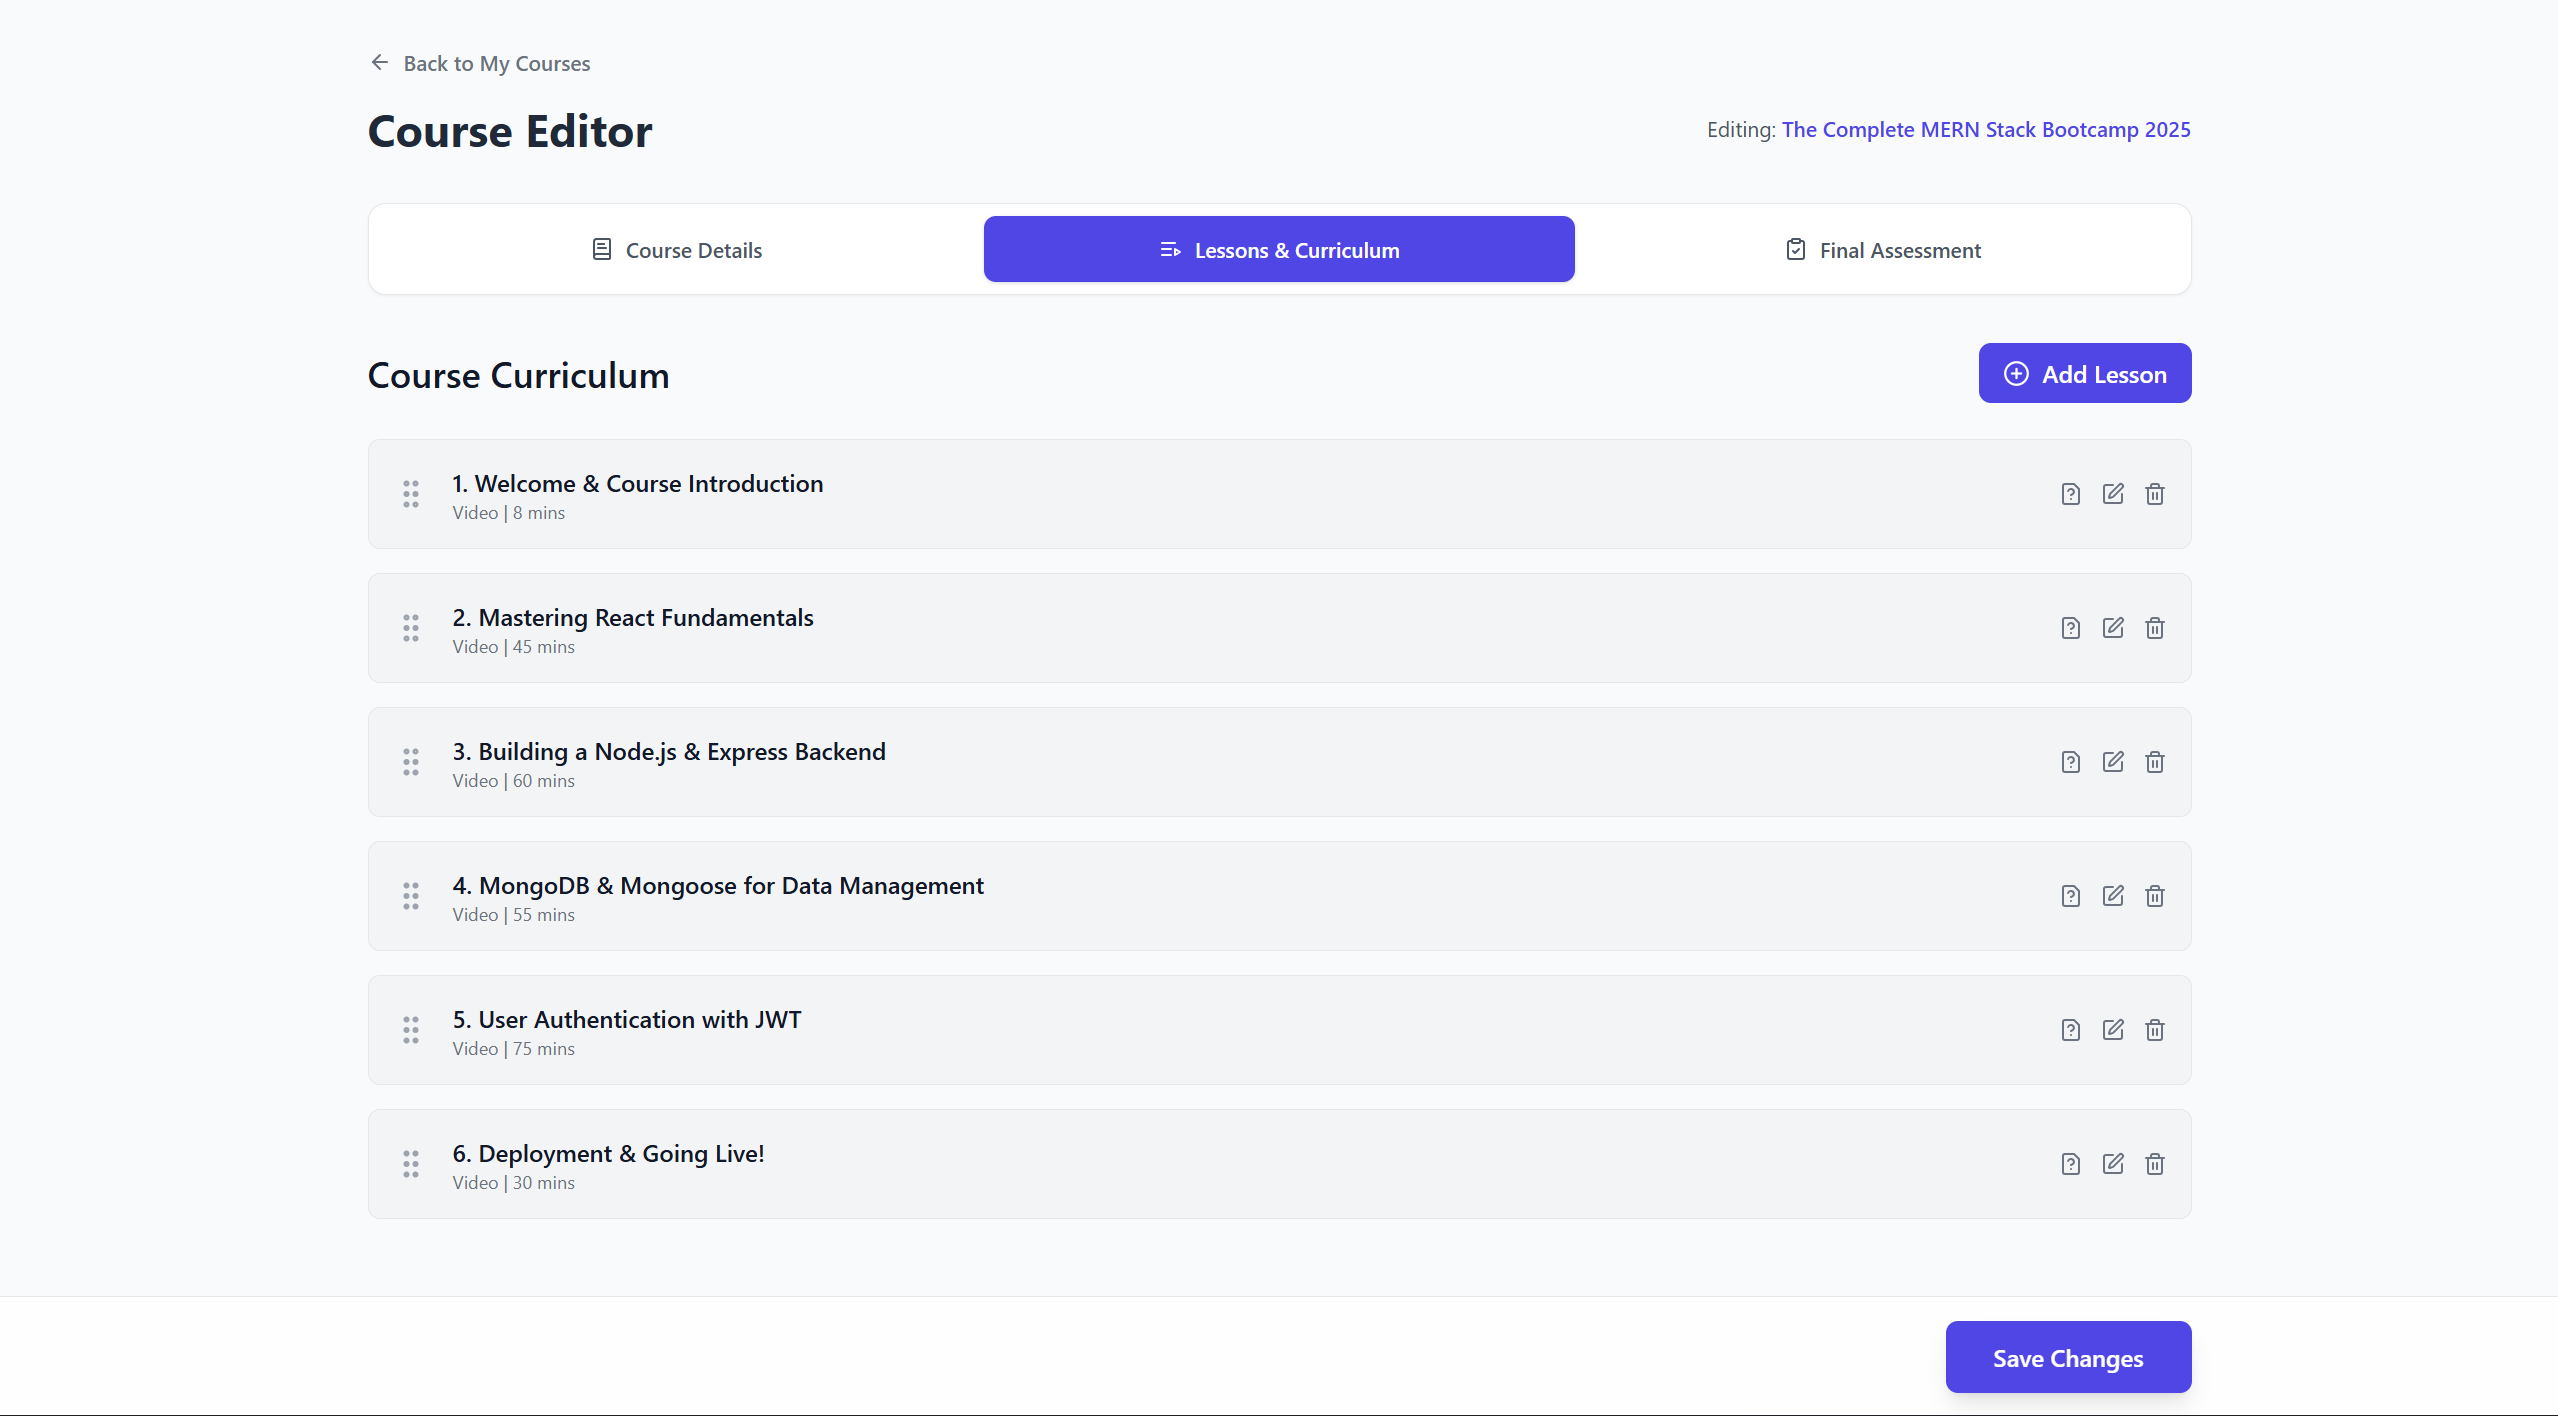 Back to My Courses
Course Editor
Editing: The Complete MERN Stack Bootcamp 2025
Course Details
Lessons & Curriculum
Final Assessment
Course Curriculum
Add Lesson
1. Welcome & Course Introduction
Video | 8 mins
2. Mastering React Fundamentals
Video | 45 mins
3. Building a Node.js & Express Backend
Video | 60 mins
4. MongoDB & Mongoose for Data Management
Video | 55 mins
5. User Authentication with JWT
Video | 75 mins
6. Deployment & Going Live!
Video | 30 mins
Save Changes